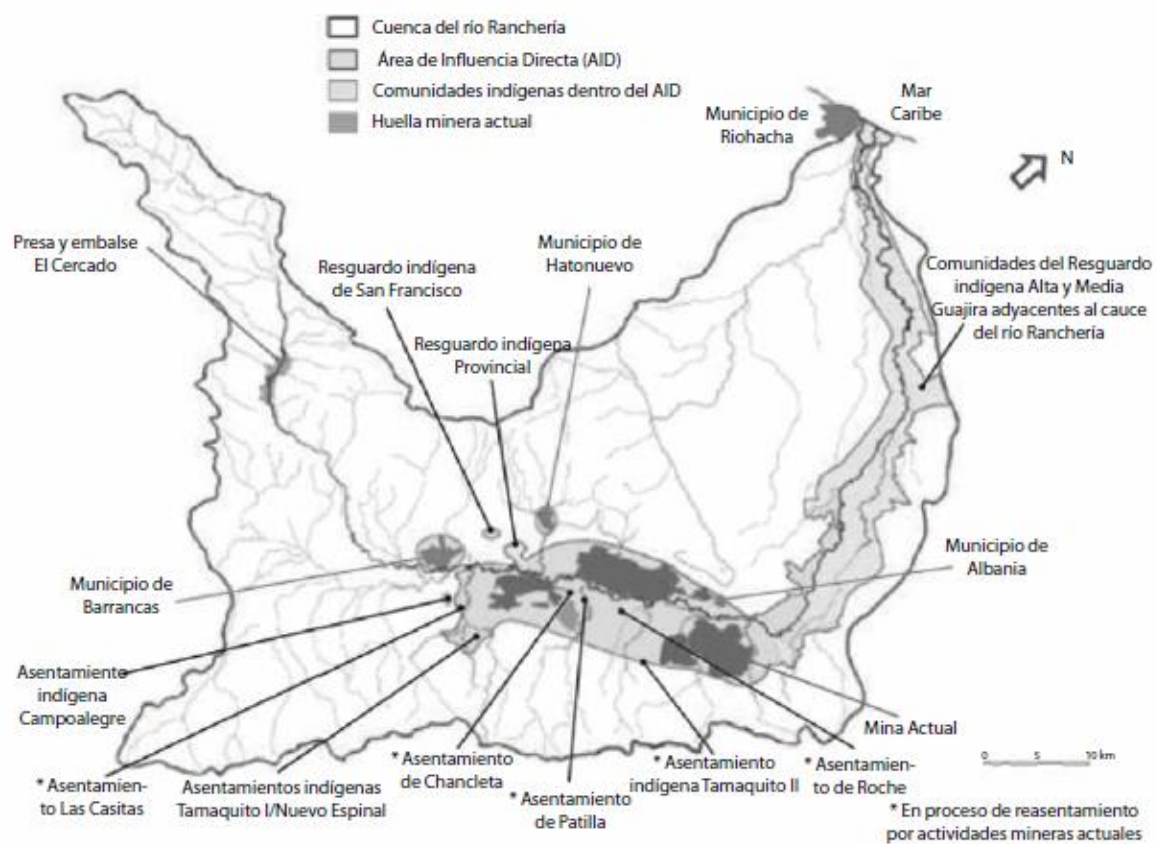 Cuenca del río Ranchería
Área de Influencia Directa (AID)
Comunidades indígenas dentro del AID
Huella minera actual
Municipio de
Riohacha
Mar
Caribe
N
Presa y embalse
El Cercado
Resguardo indígena
de San Francisco
Municipio de
Hatonuevo
Resguardo indígena
Provincial
Comunidades del Resguardo
indígena Alta y Media
Guajira adyacentes al cauce
del río Ranchería
Municipio de
Barrancas
Municipio de
Albania
Asentamiento
indígena
Campoalegre
* Asentamien-
to Las Casitas
Asentamientos indígenas
Tamaquito I/Nuevo Espinal
* Asentamiento
de Chancleta
* Asentamiento
de Patilla
* Asentamiento
indígena Tamaquito II
* Asentamien-
to de Roche
Mina Actual
0 5 10 km
* En proceso de reasentamiento
por actividades mineras actuales